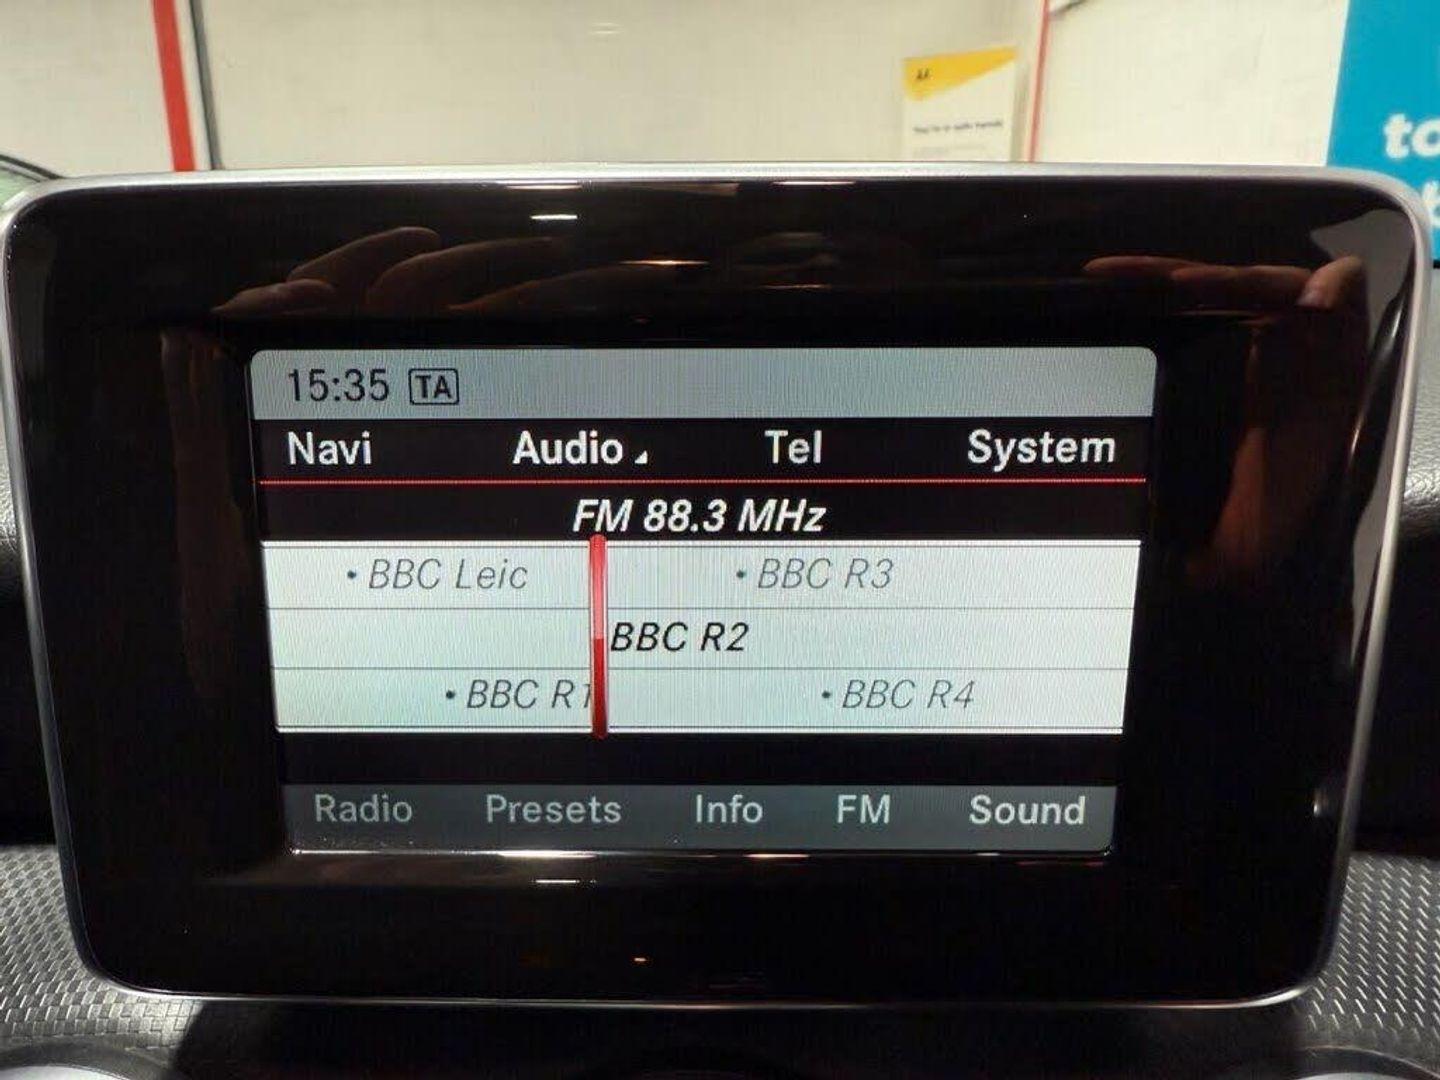 to
15:35 TA
Navi Audio Tel System
FM 88.3 MHz
• BBC Leic • BBC R3
BBC R2
• BBC R1 • BBC R4
Radio Presets Info FM Sound